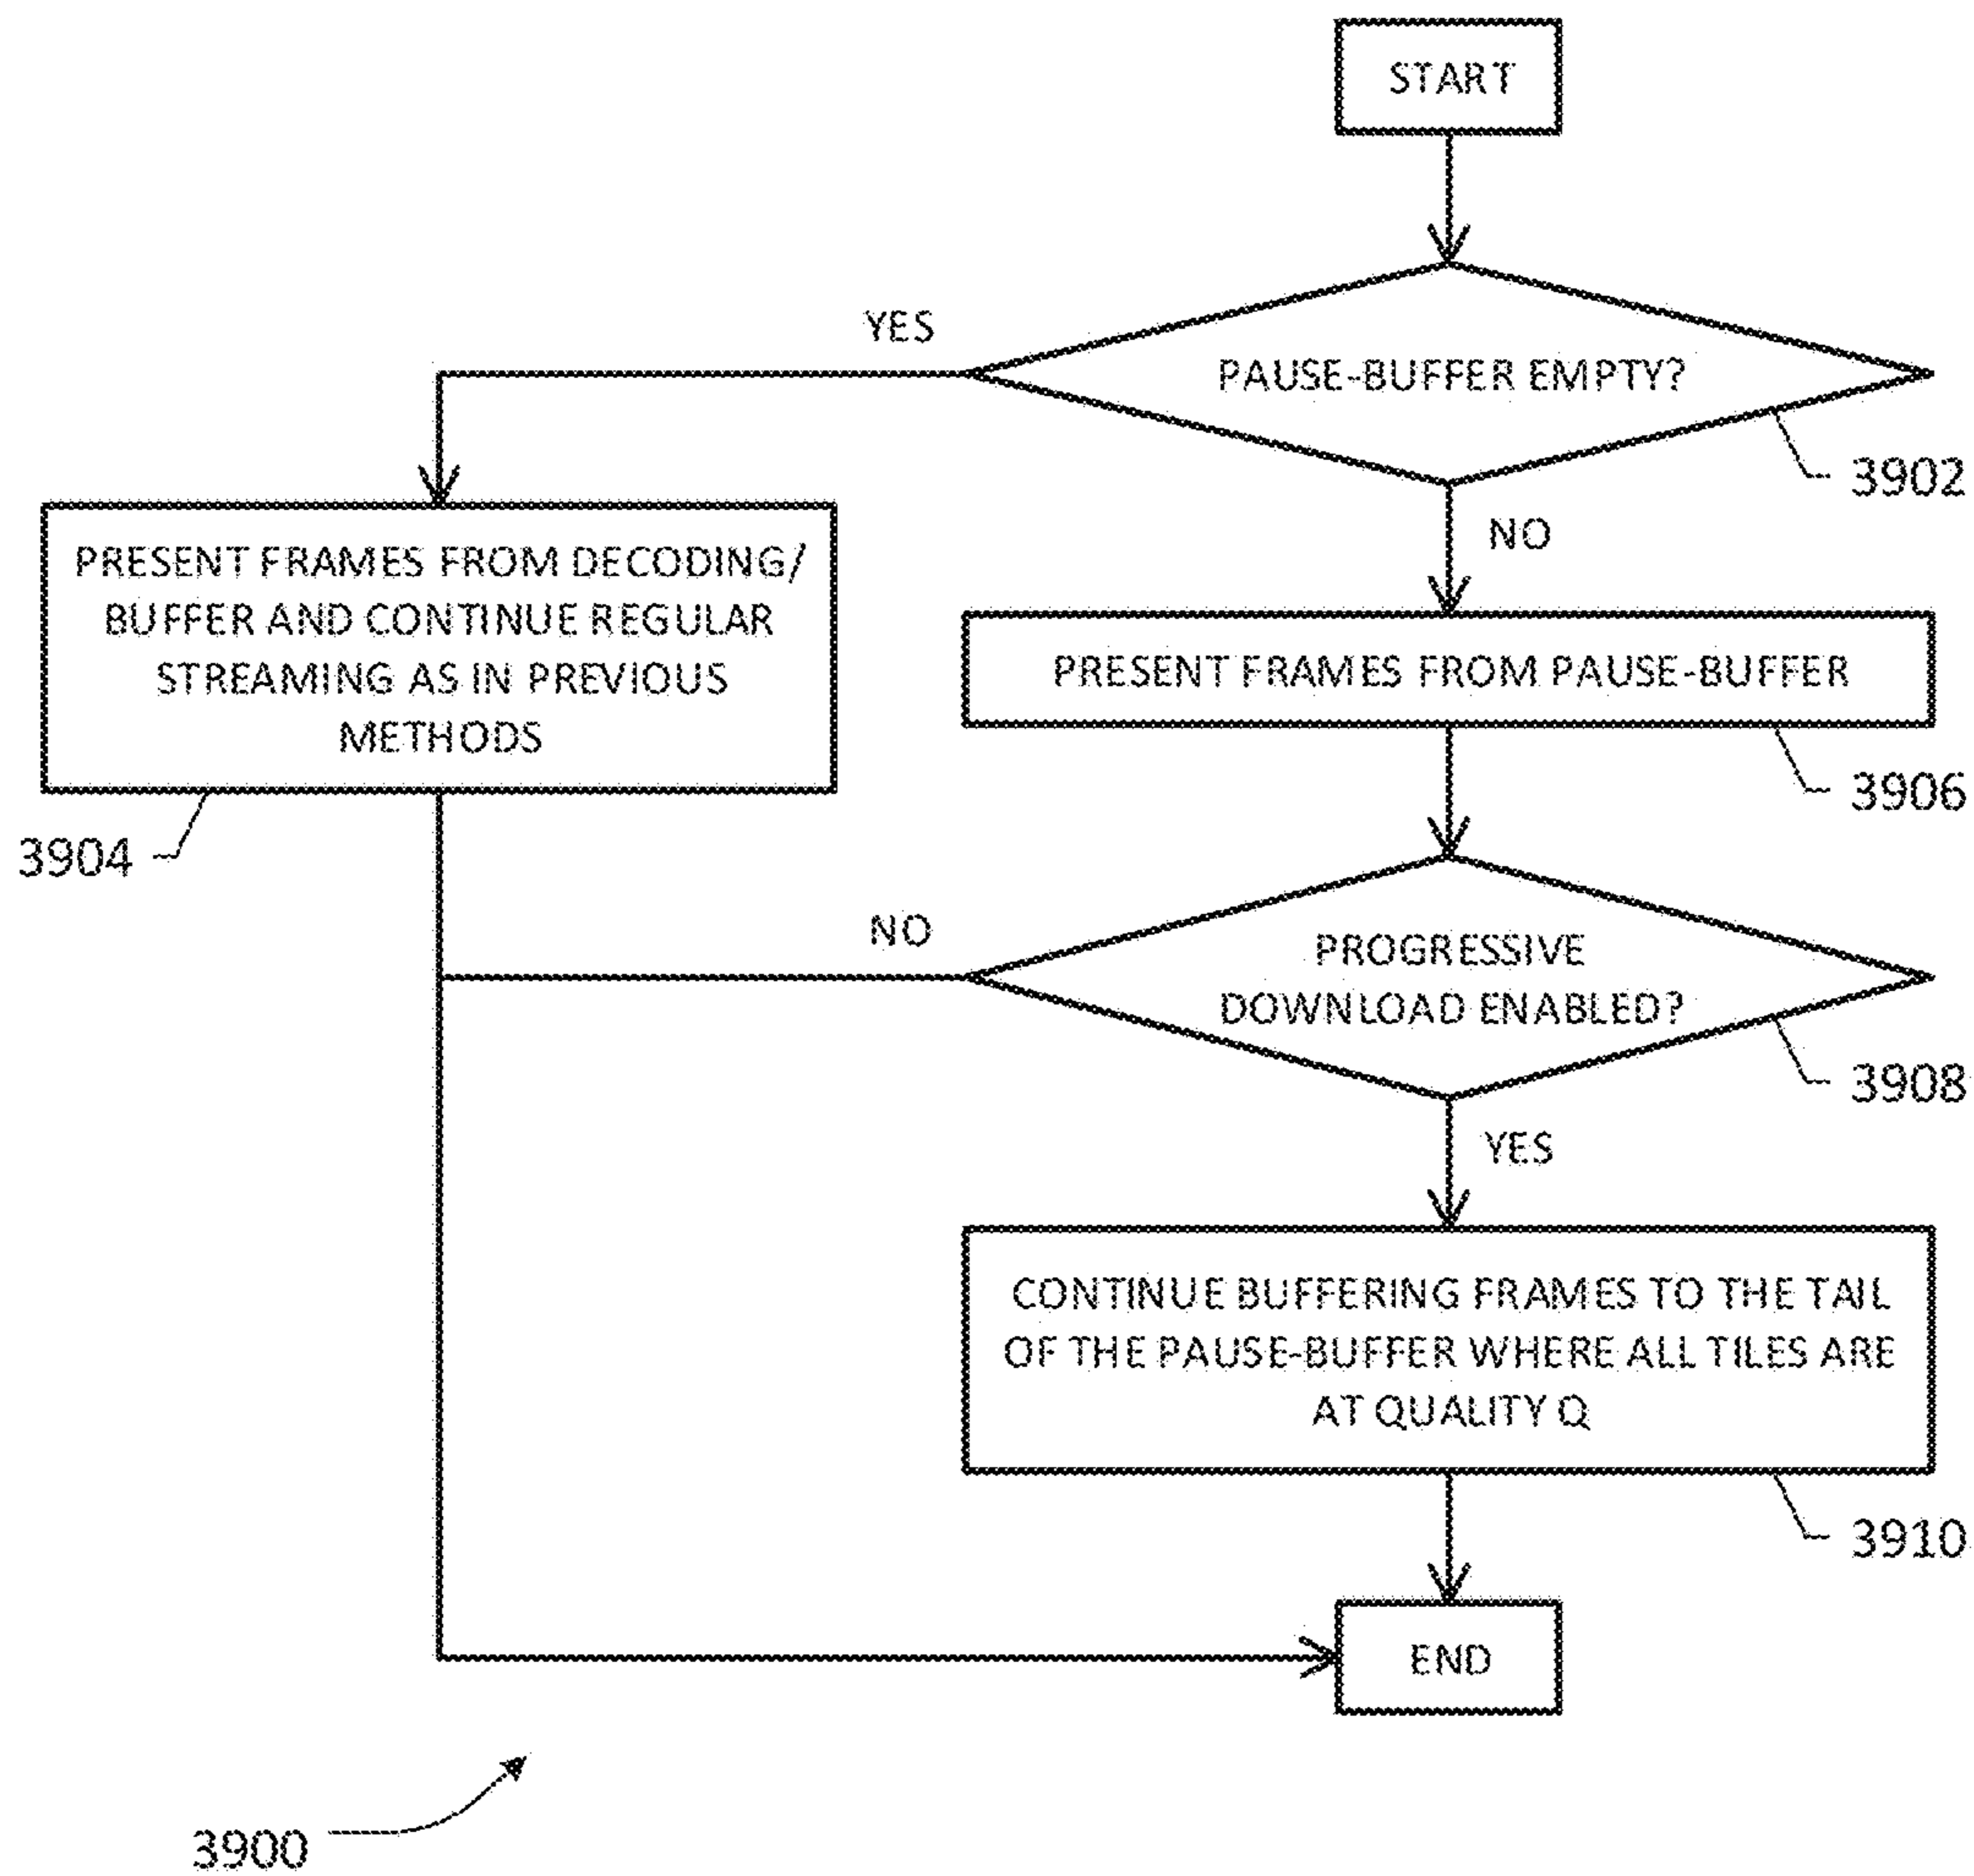 START
YES
PAUSE-BUFFER EMPTY?
3902
NO
PRESENT FRAMES FROM DECODING/
BUFFER AND CONTINUE REGULAR
STREAMING AS IN PREVIOUS
METHODS
3904
PRESENT FRAMES FROM PAUSE-BUFFER
3906
NO
PROGRESSIVE
DOWNLOAD ENABLED?
3908
YES
CONTINUE BUFFERING FRAMES TO THE TAIL
OF THE PAUSE-BUFFER WHERE ALL TILES ARE
AT QUALITY Q
3910
END
3900